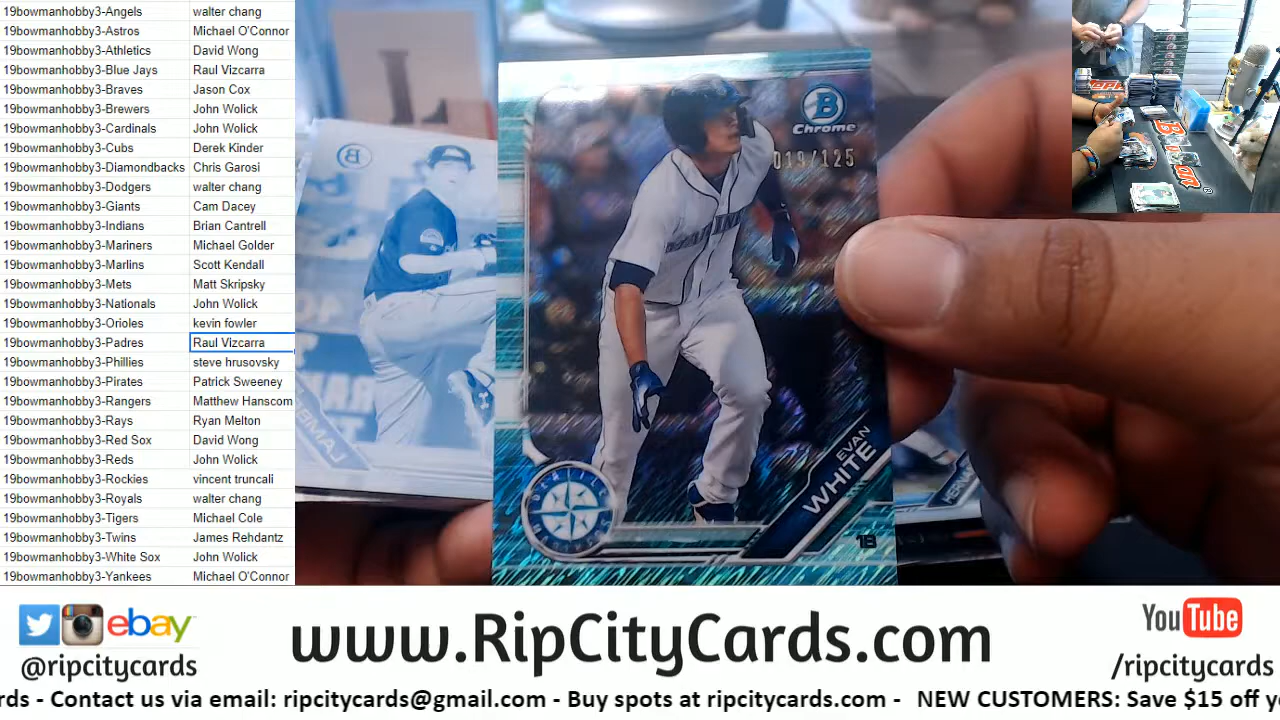 19bowmanhobby3-Angels walter chang
19bowmanhobby3-Astros Michael O'Connor
19bowmanhobby3-Athletics David Wong
19bowmanhobby3-Blue Jays Raul Vizcarra
19bowmanhobby3-Braves Jason Cox
19bowmanhobby3-Brewers John Wolick
19bowmanhobby3-Cardinals John Wolick
19bowmanhobby3-Cubs Derek Kinder
19bowmanhobby3-Diamondbacks Chris Garosi
19bowmanhobby3-Dodgers walter chang
19bowmanhobby3-Giants Cam Dacey
19bowmanhobby3-Indians Brian Cantrell
19bowmanhobby3-Mariners Michael Golder
19bowmanhobby3-Marlins Scott Kendall
19bowmanhobby3-Mets Matt Skripsky
19bowmanhobby3-Nationals John Wolick
19bowmanhobby3-Orioles kevin fowler
19bowmanhobby3-Padres Raul Vizcarra
19bowmanhobby3-Phillies steve hrusovsky
19bowmanhobby3-Pirates Patrick Sweeney
19bowmanhobby3-Rangers Matthew Hanscom
19bowmanhobby3-Rays Ryan Melton
19bowmanhobby3-Red Sox David Wong
19bowmanhobby3-Reds John Wolick
19bowmanhobby3-Rockies vincent truncali
19bowmanhobby3-Royals walter chang
19bowmanhobby3-Tigers Michael Cole
19bowmanhobby3-Twins James Rehdantz
19bowmanhobby3-White Sox John Wolick
19bowmanhobby3-Yankees Michael O'Connor
B
Chrome
019/125
EVAN
WHITE
1B
ebay
@ripcitycards
www.RipCityCards.com
YouTube
/ripcitycards
rds - Contact us via email: ripcitycards@gmail.com - Buy spots at ripcitycards.com - NEW CUSTOMERS: Save $15 off yo